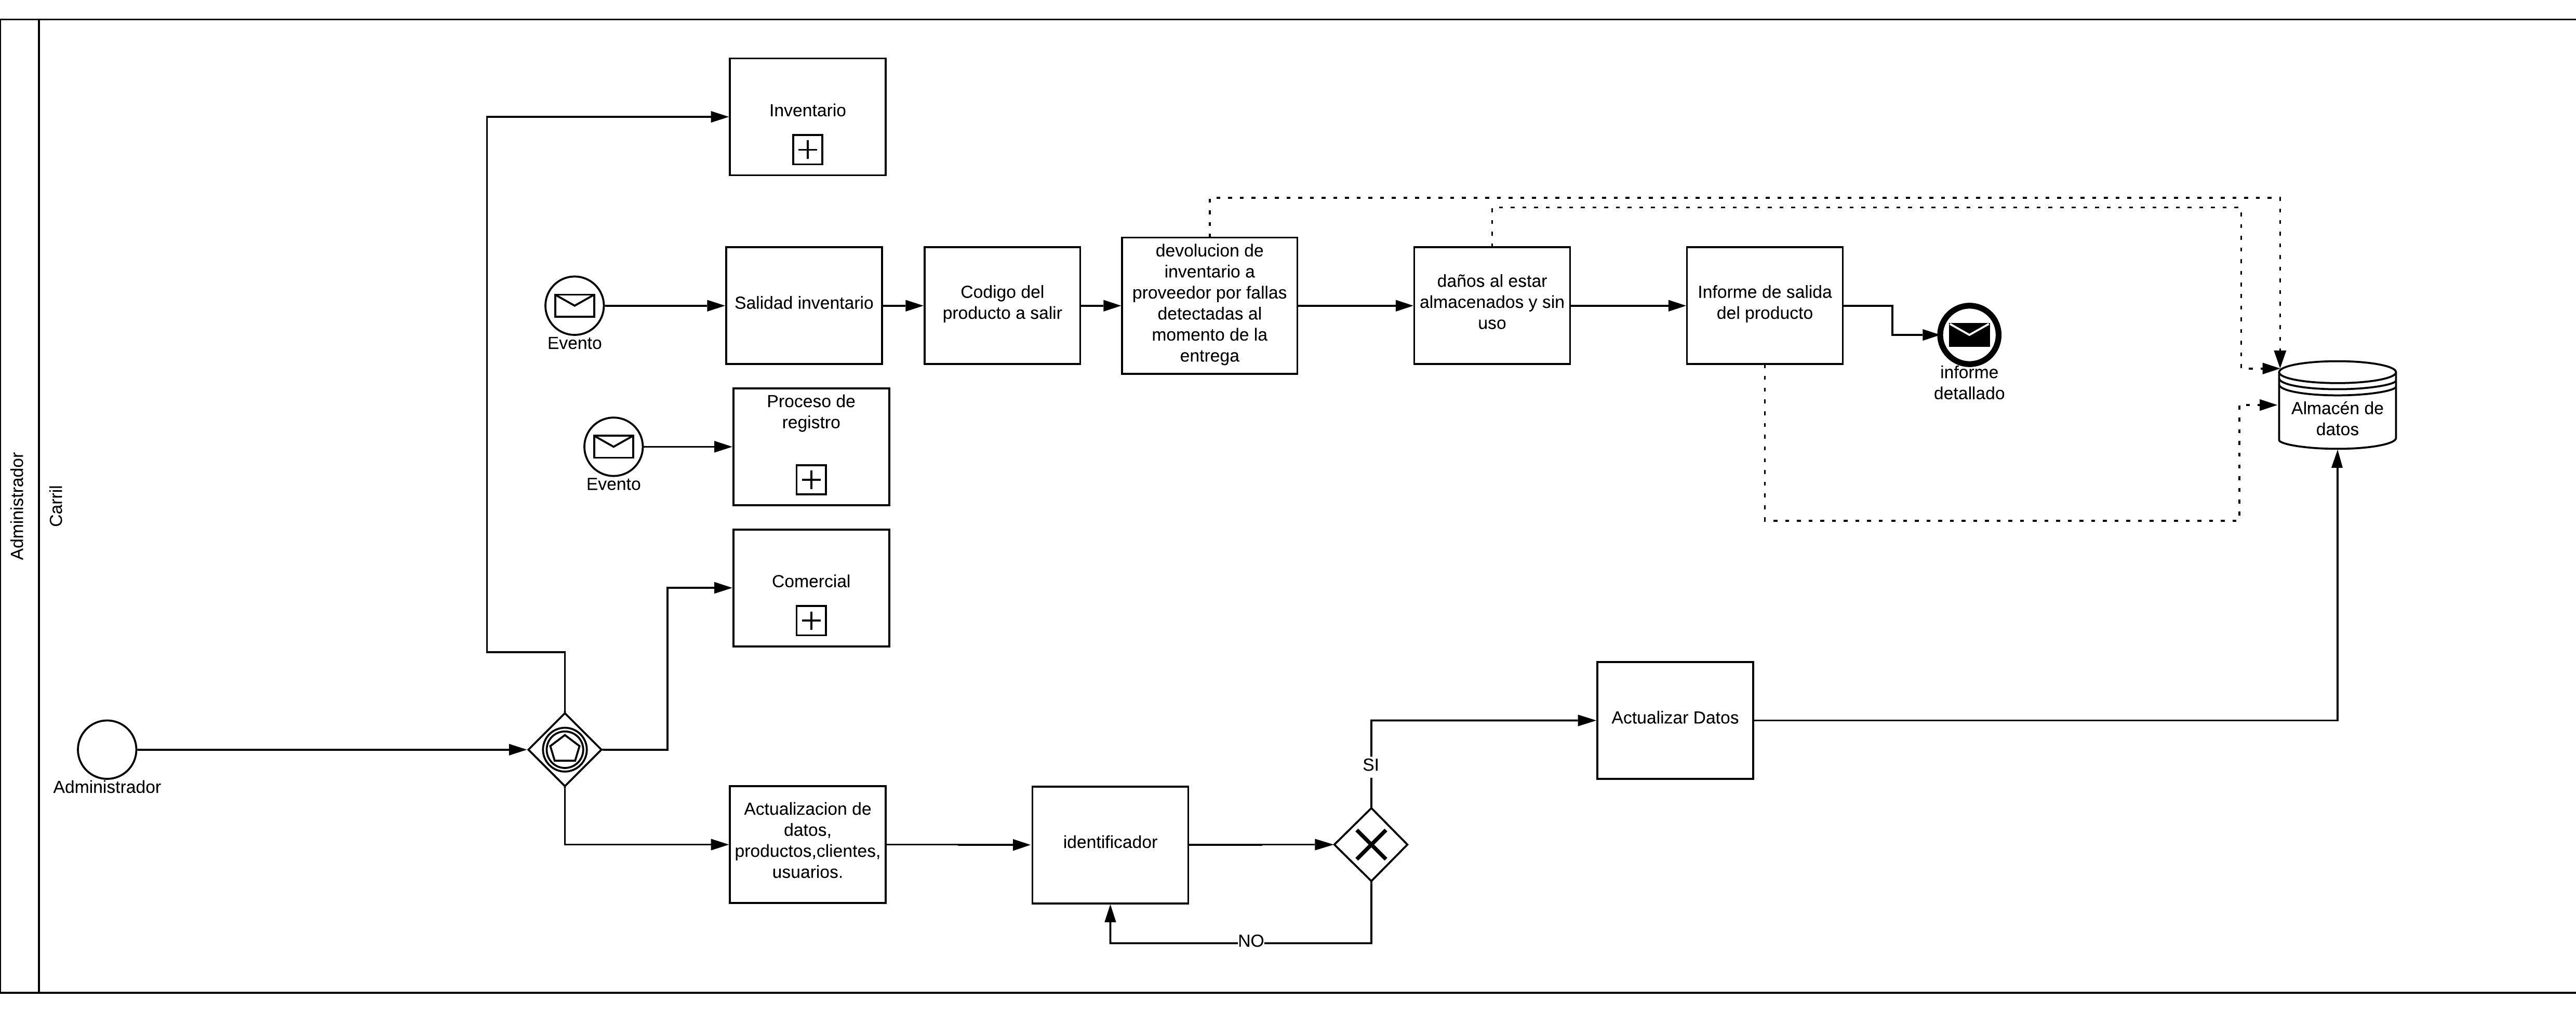 Administrador
Carril
Inventario
Evento
Salidad inventario
Codigo del
producto a salir
devolucion de
inventario a
proveedor por fallas
detectadas al
momento de la
entrega
daños al estar
almacenados y sin
uso
Informe de salida
del producto
informe
detallado
Almacén de
datos
Evento
Proceso de
registro
Comercial
Administrador
Actualizacion de
datos,
productos,clientes,
usuarios.
identificador
SI
NO
Actualizar Datos